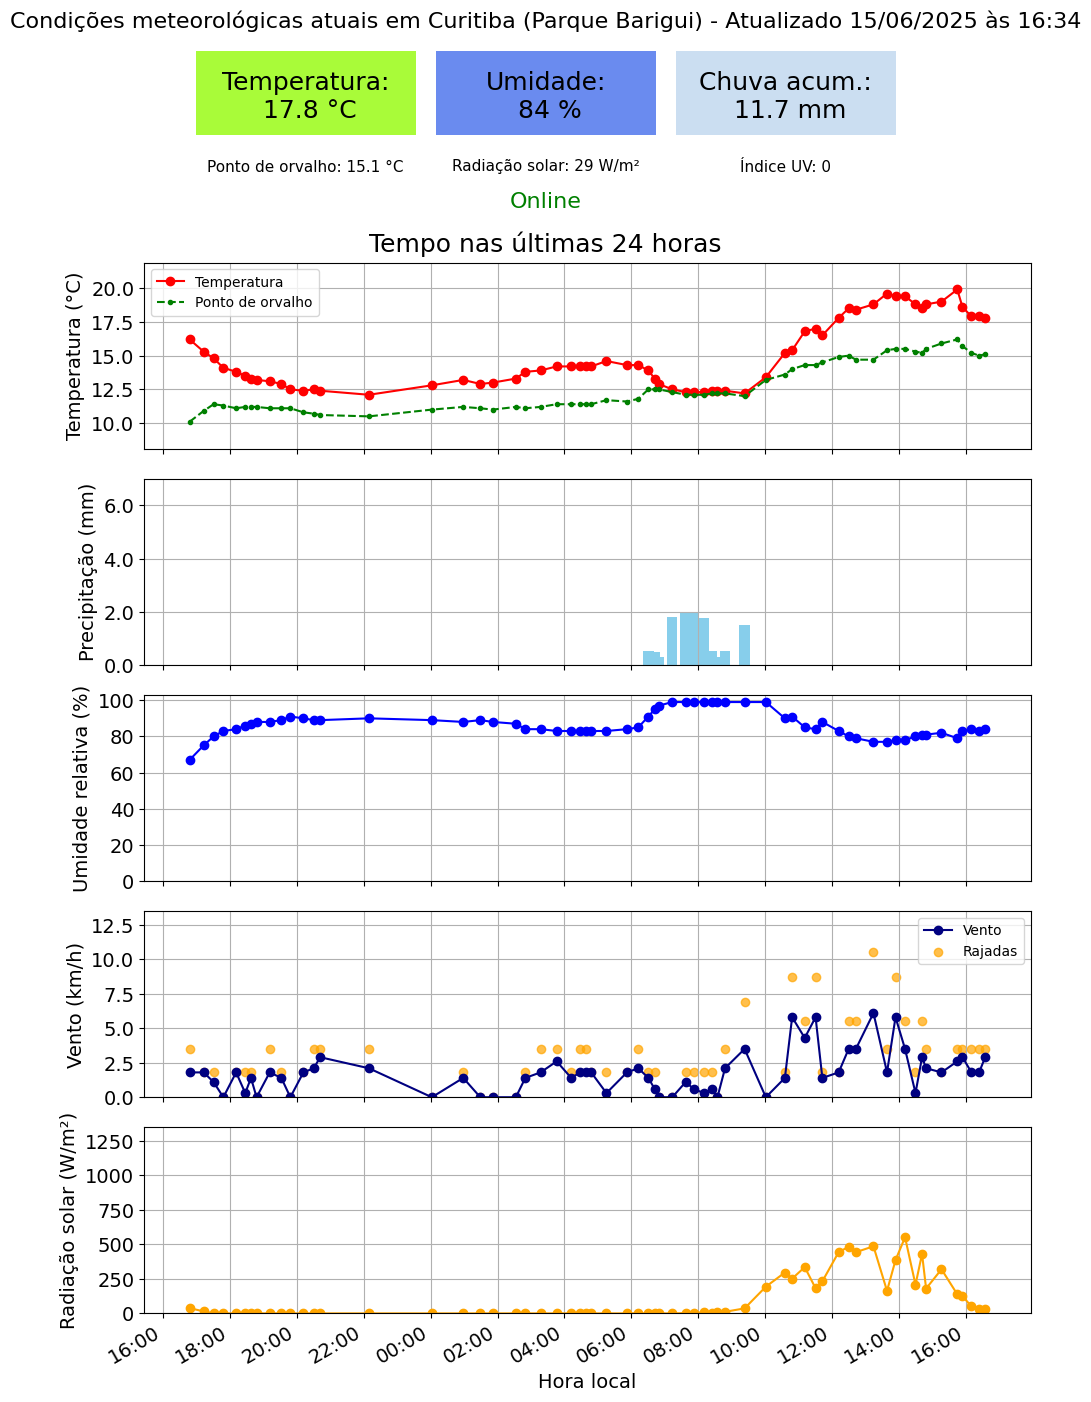 Condições meteorológicas atuais em Curitiba (Parque Barigui) - Atualizado 15/06/2025 às 16:34
Temperatura:
17.8 °C
Umidade:
84 %
Chuva acum.:
11.7 mm
Ponto de orvalho: 15.1 °C
Radiação solar: 29 W/m²
Índice UV: 0
Online
Tempo nas últimas 24 horas
Temperatura (°C)
20.0
17.5
15.0
12.5
10.0
Temperatura
Ponto de orvalho
Precipitação (mm)
6.0
4.0
2.0
0.0
Umidade relativa (%)
100
80
60
40
20
0
Vento (km/h)
12.5
10.0
7.5
5.0
2.5
0.0
Vento
Rajadas
Radiação solar (W/m²)
1250
1000
750
500
250
0
16:00
18:00
20:00
22:00
00:00
02:00
04:00
06:00
08:00
10:00
12:00
14:00
16:00
Hora local